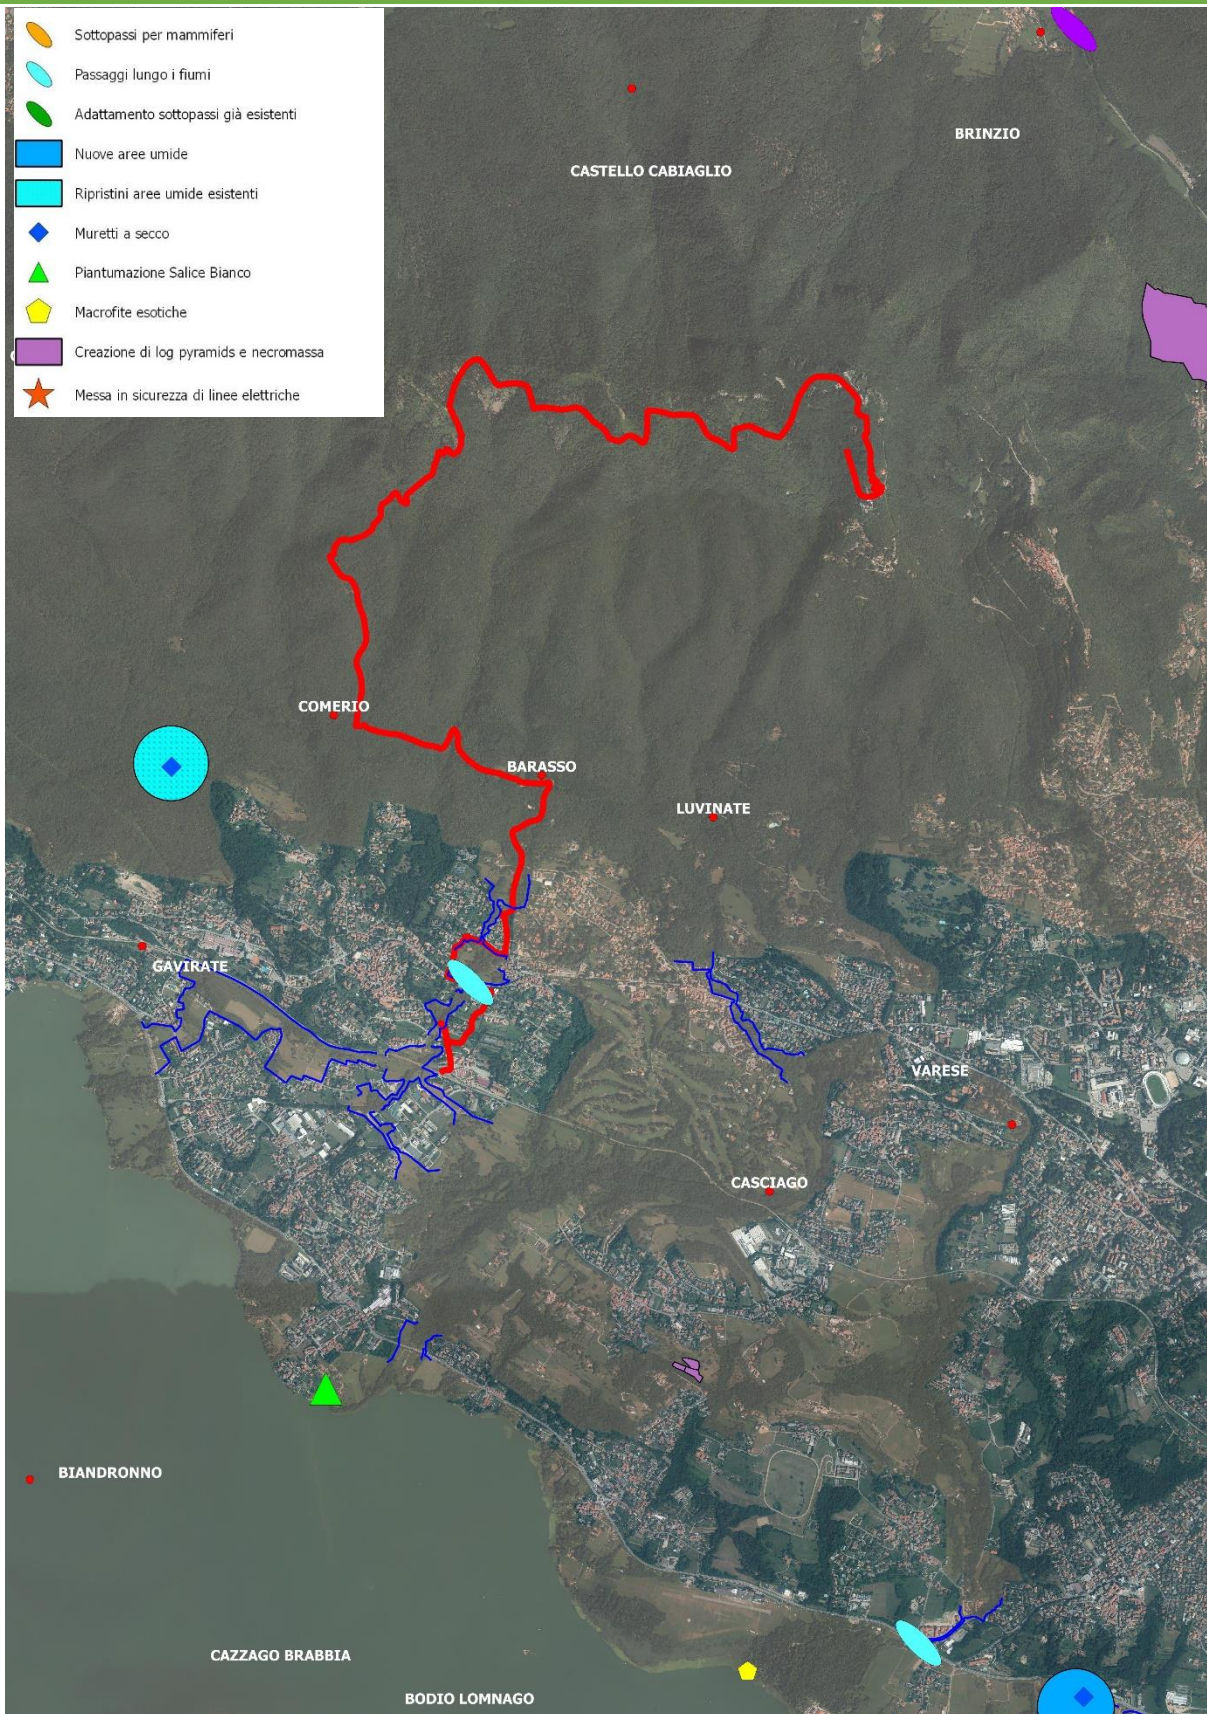 Sottopassi per mammiferi
Passaggi lungo i fiumi
Adattamento sottopassi già esistenti
Nuove aree umide
Ripristini aree umide esistenti
Muretti a secco
Piantumazione Salice Bianco
Macrofite esotiche
Creazione di log pyramids e necromassa
Messa in sicurezza di linee elettriche
BRINZIO
CASTELLO CABIAGLIO
COMERIO
BARASSO
LUVINATE
GAVIRATE
VARESE
CASCIAGO
BIANDRONNO
CAZZAGO BRABBIA
BODIO LOMNAGO